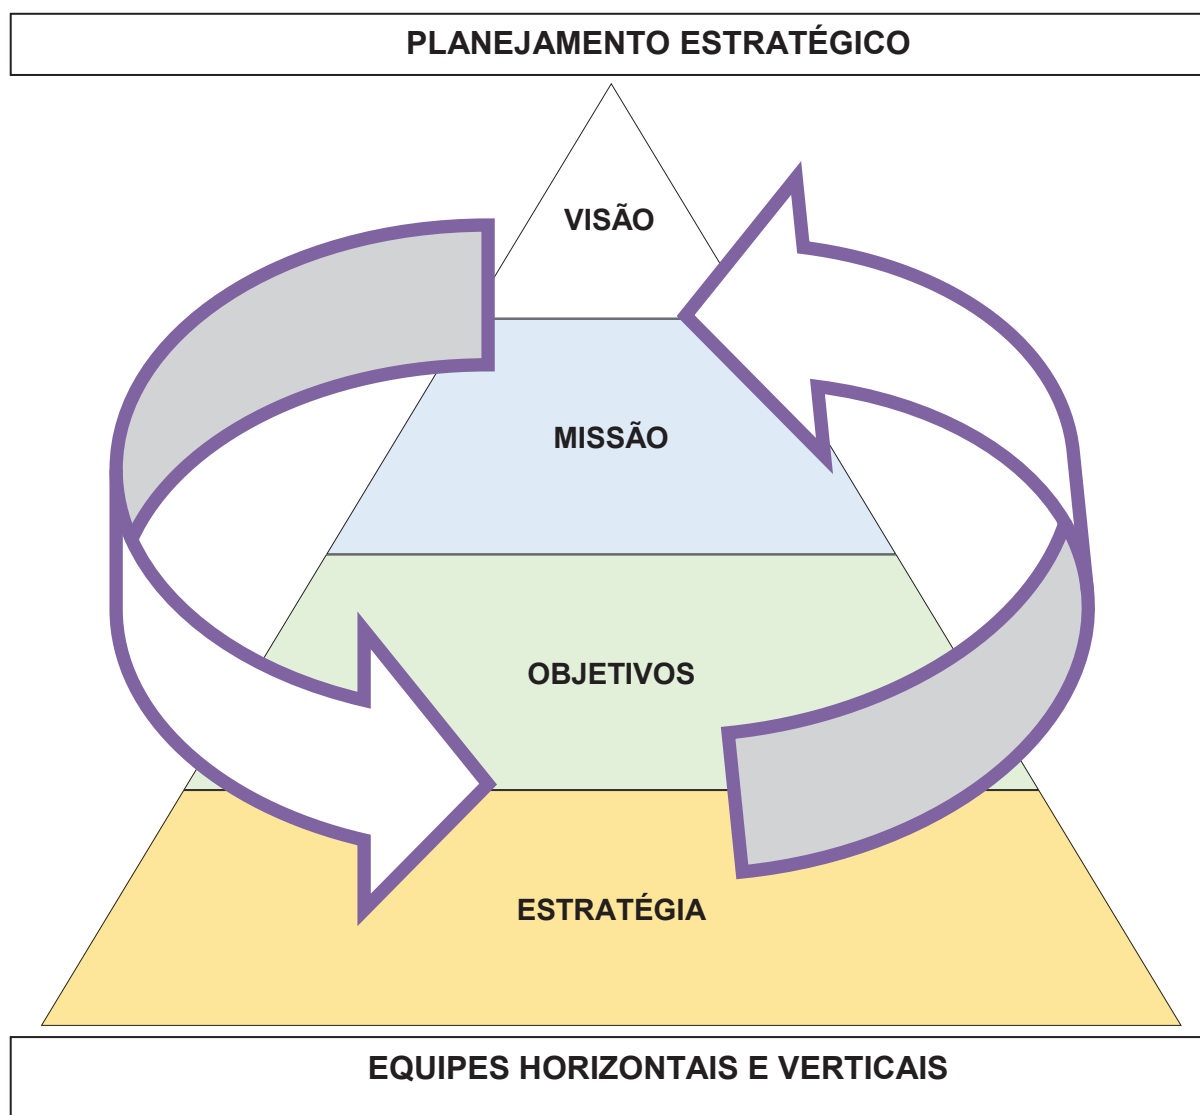 PLANEJAMENTO ESTRATÉGICO
VISÃO
MISSÃO
OBJETIVOS
ESTRATÉGIA
EQUIPES HORIZONTAIS E VERTICAIS